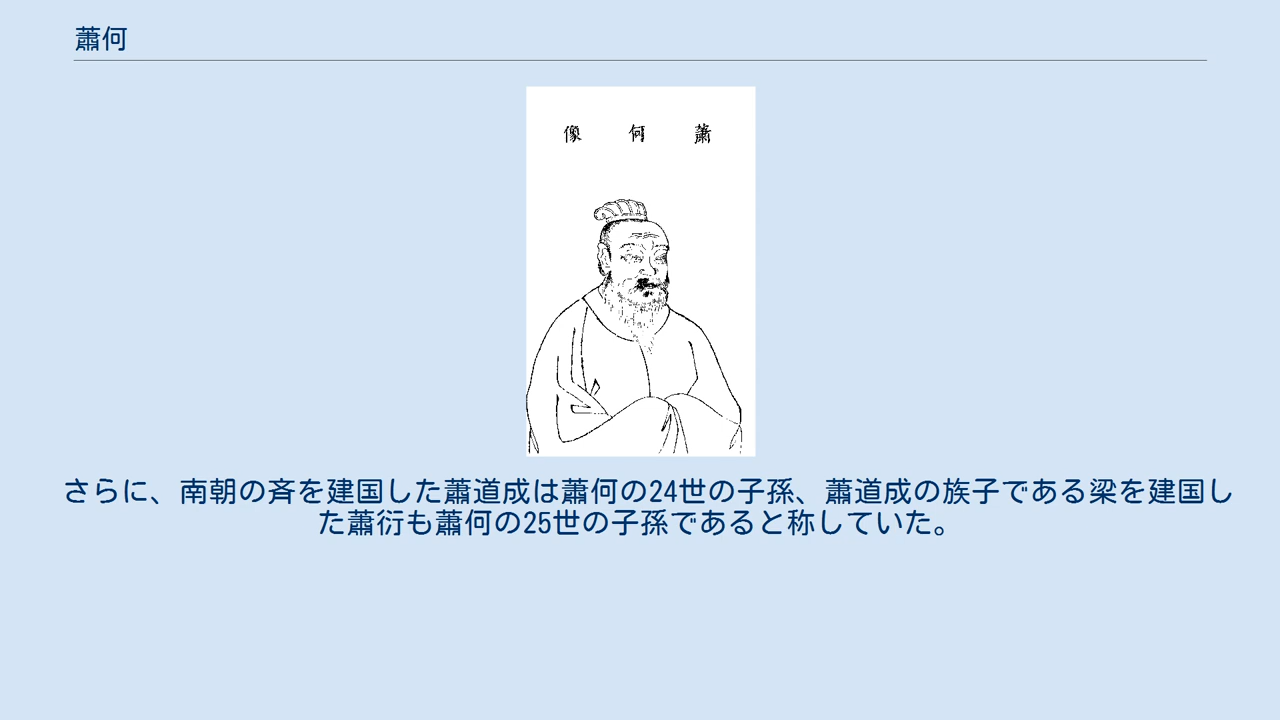 蕭何
蕭何像
さらに、南朝の斉を建国した蕭道成は蕭何の24世の子孫、蕭道成の族子である梁を建国し
た蕭衍も蕭何の25世の子孫であると称していた。